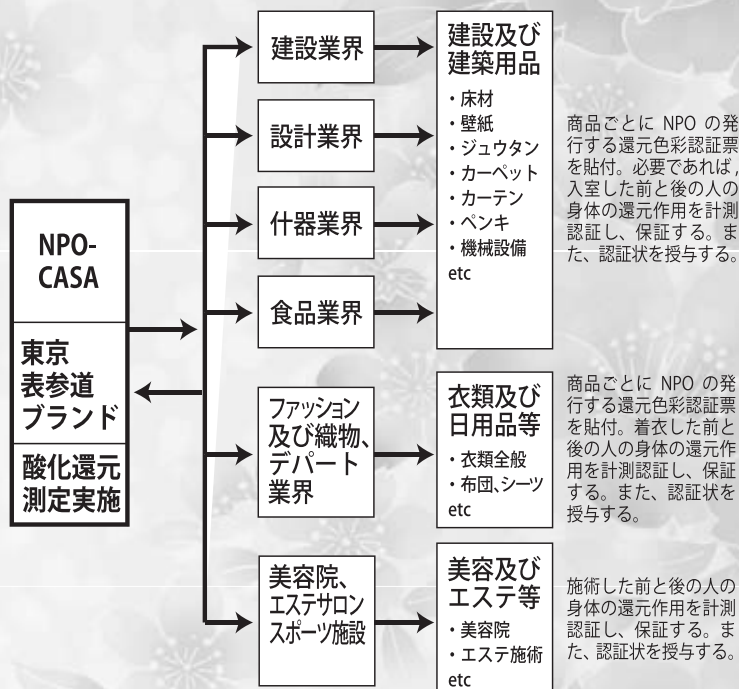 NPO-
CASA
東京
表参道
ブランド
酸化還元
測定実施
建設業界
設計業界
什器業界
食品業界
ファッション
及び織物、
デパート
業界
美容院、
エステサロン
スポーツ施設
建設及び
建築用品
・床材
・壁紙
・ジュウタン
・カーペット
・カーテン
・ペンキ
・機械設備
etc
商品ごとに NPO の発
行する還元色彩認証票
を貼付。必要であれば,
入室した前と後の人の
身体の還元作用を計測
認証し、保証する。ま
た、認証状を授与する。
衣類及び
日用品等
・衣類全般
・布団、シーツ
etc
商品ごとに NPO の発
行する還元色彩認証票
を貼付。着衣した前と
後の人の身体の還元作
用を計測認証し、保証
する。また、認証状を
授与する。
美容及び
エステ等
・美容院
・エステ施術
etc
施術した前と後の人の
身体の還元作用を計測
認証し、保証する。ま
た、認証状を授与する。